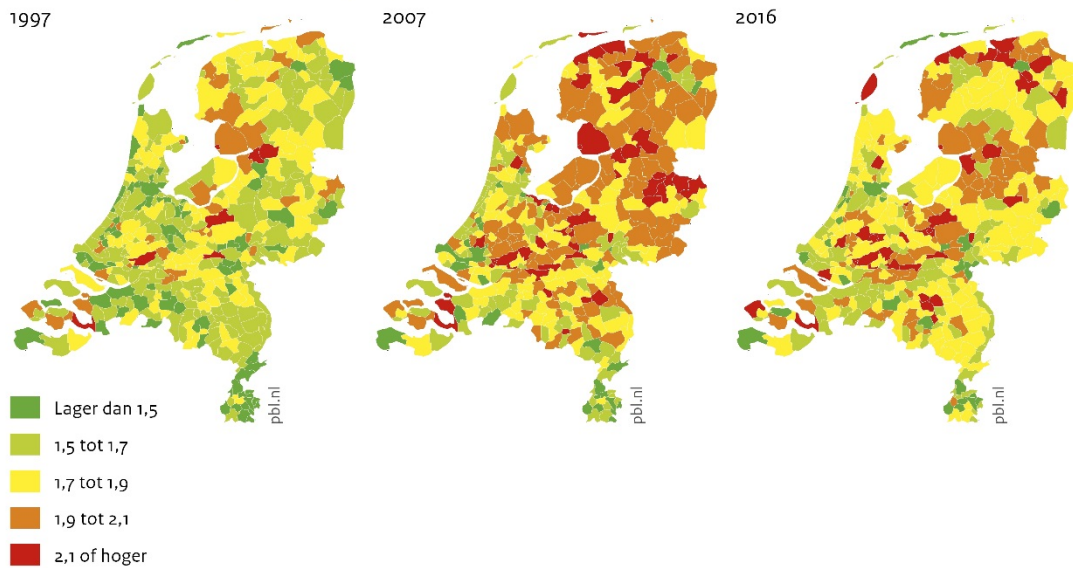 1997
2007
2016
pbl.nl
pbl.nl
pbl.nl
Lager dan 1,5
1,5 tot 1,7
1,7 tot 1,9
1,9 tot 2,1
2,1 of hoger